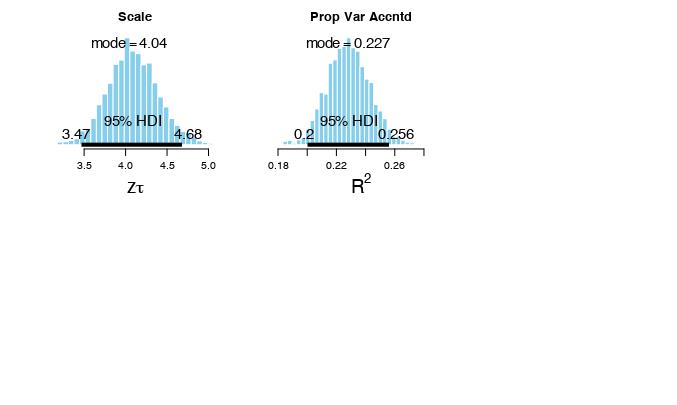 Scale
mode = 4.04
95% HDI
3.47 4.68
3.5 4.0 4.5 5.0
zτ
Prop Var Accntd
mode = 0.227
95% HDI
0.2 0.256
0.18 0.22 0.26
R²